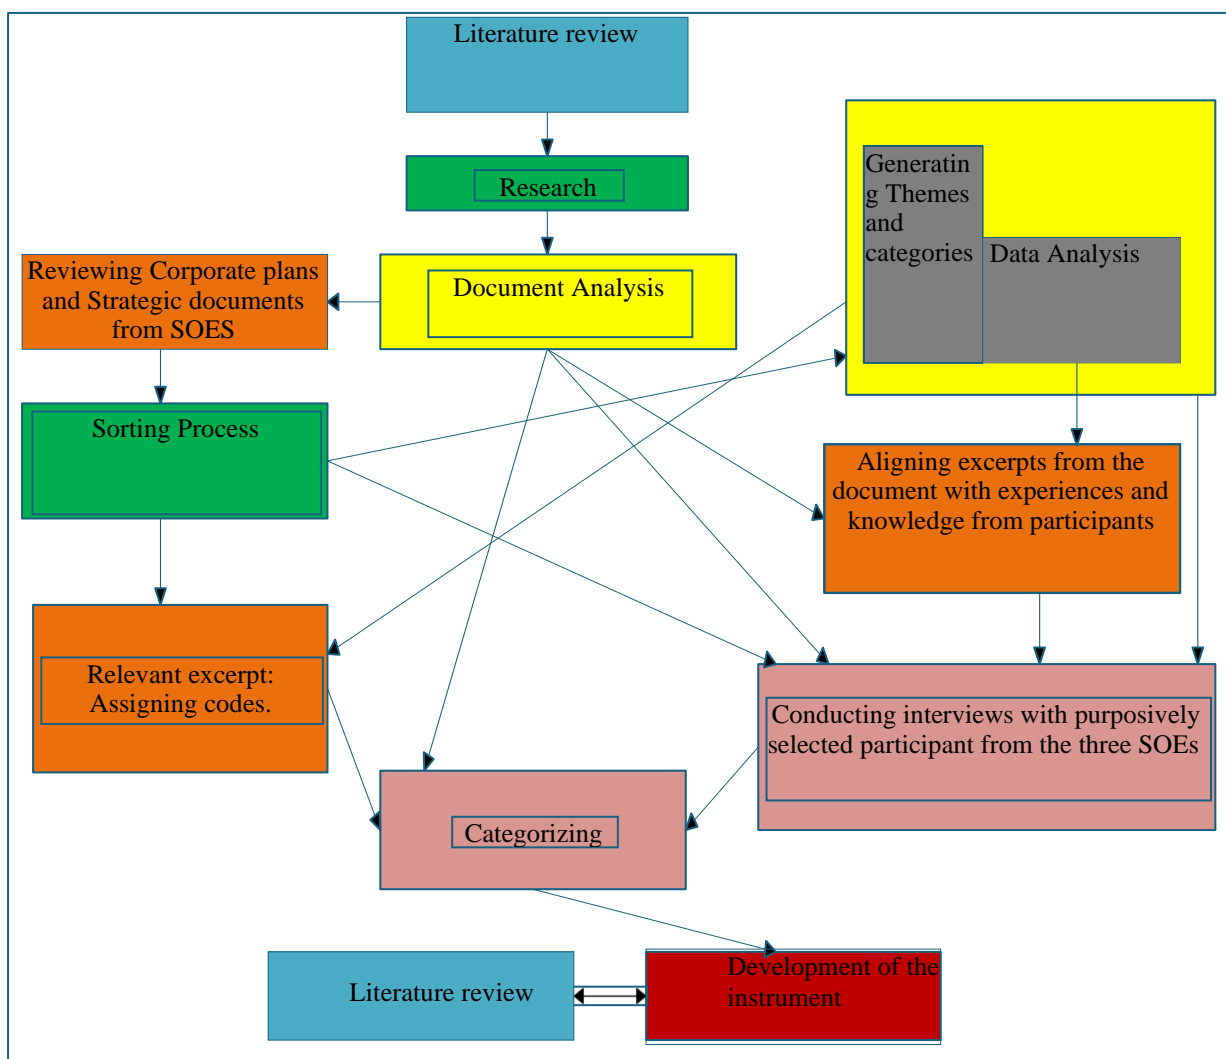 Literature review
Research
Generatin
g Themes
and
categories
Data Analysis
Reviewing Corporate plans
and Strategic documents
from SOES
Document Analysis
Sorting Process
Aligning excerpts from the
document with experiences and
knowledge from participants
Relevant excerpt:
Assigning codes.
Conducting interviews with purposively
selected participant from the three SOEs
Categorizing
Literature review
Development of the
instrument